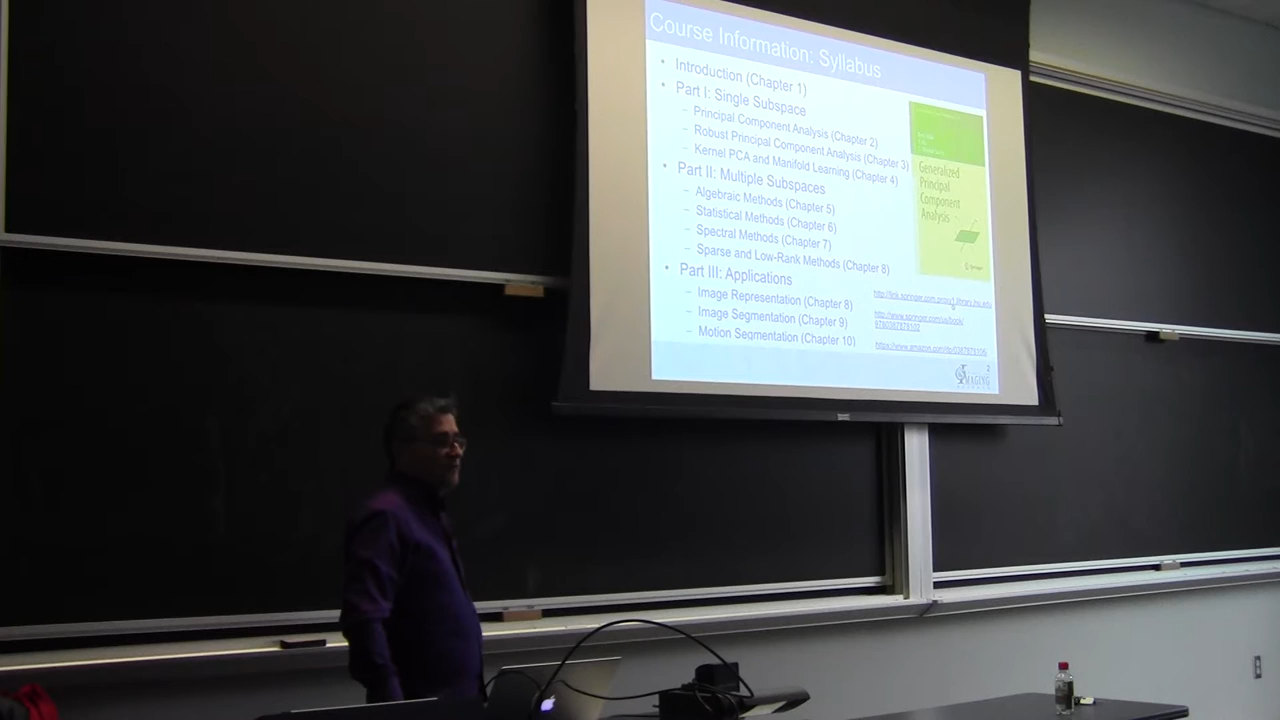 Course Information: Syllabus
• Introduction (Chapter 1)
• Part I: Single Subspace
– Principal Component Analysis (Chapter 2)
– Robust Principal Component Analysis (Chapter 3)
– Kernel PCA and Manifold Learning (Chapter 4)
• Part II: Multiple Subspaces
– Algebraic Methods (Chapter 5)
– Statistical Methods (Chapter 6)
– Spectral Methods (Chapter 7)
– Sparse and Low-Rank Methods (Chapter 8)
• Part III: Applications
– Image Representation (Chapter 8)
– Image Segmentation (Chapter 9)
– Motion Segmentation (Chapter 10)
Generalized
Principal
Component
Analysis
Springer
2
IMAGING